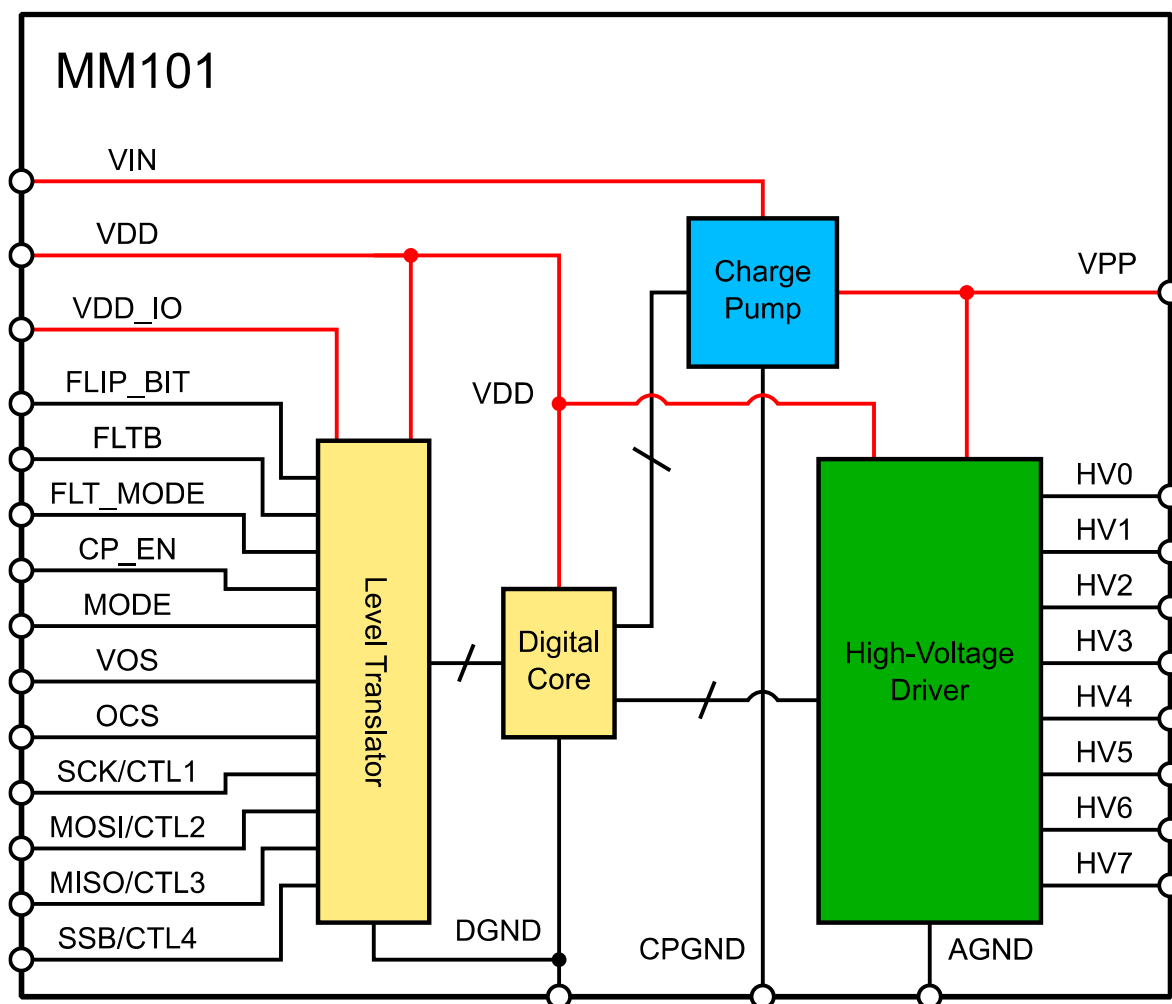 MM101
VIN
VDD
VDD_IO
FLIP_BIT
FLTB
FLT_MODE
CP_EN
MODE
VOS
OCS
SCK/CTL1
MOSI/CTL2
MISO/CTL3
SSB/CTL4
Level Translator
VDD
Digital
Core
DGND
Charge
Pump
CPGND
VPP
High-Voltage
Driver
AGND
HV0
HV1
HV2
HV3
HV4
HV5
HV6
HV7